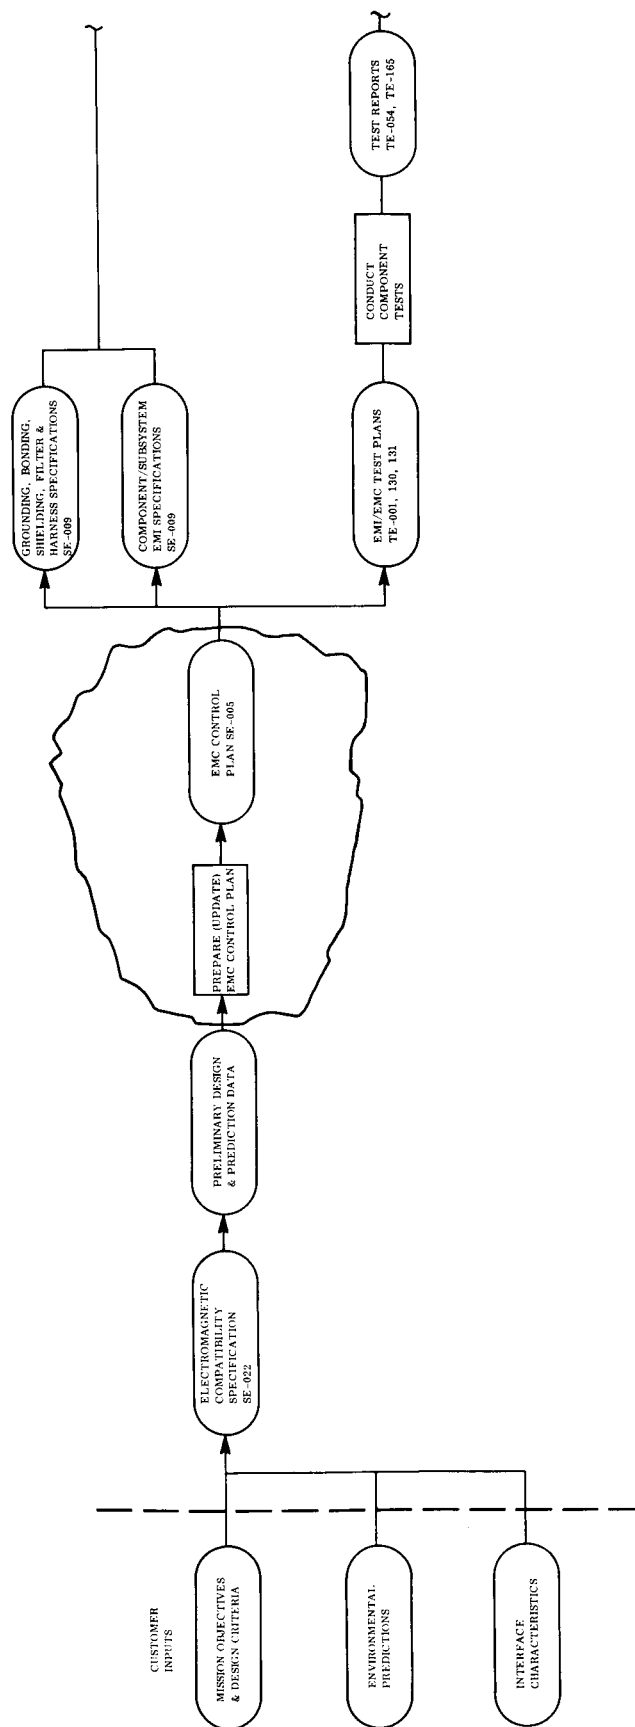 CUSTOMER
INPUTS
MISSION OBJECTIVES
& DESIGN CRITERIA
ENVIRONMENTAL
PREDICTIONS
INTERFACE
CHARACTERISTICS
ELECTROMAGNETIC
COMPATIBILITY
SPECIFICATION
SE-022
PRELIMINARY DESIGN
& PREDICTION DATA
PREPARE (UPDATE)
EMC CONTROL PLAN
EMC CONTROL
PLAN SE-005
GROUNDING, BONDING,
SHIELDING, FILTER &
HARNESS SPECIFICATIONS
SE-009
COMPONENT/SUBSYSTEM
EMI SPECIFICATIONS
SE-009
EMI/EMC TEST PLANS
TE-001, 130, 131
CONDUCT
COMPONENT
TESTS
TEST REPORTS
TE-054, TE-165